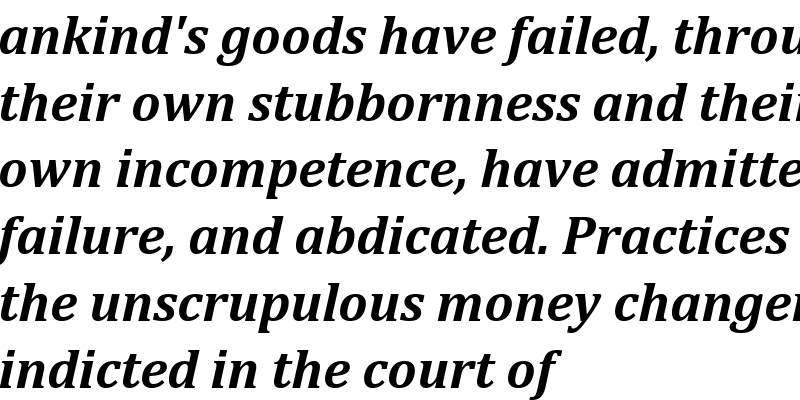 ankind's goods have failed, throu
their own stubbornness and thei
own incompetence, have admitte
failure, and abdicated. Practices
the unscrupulous money changer
indicted in the court of